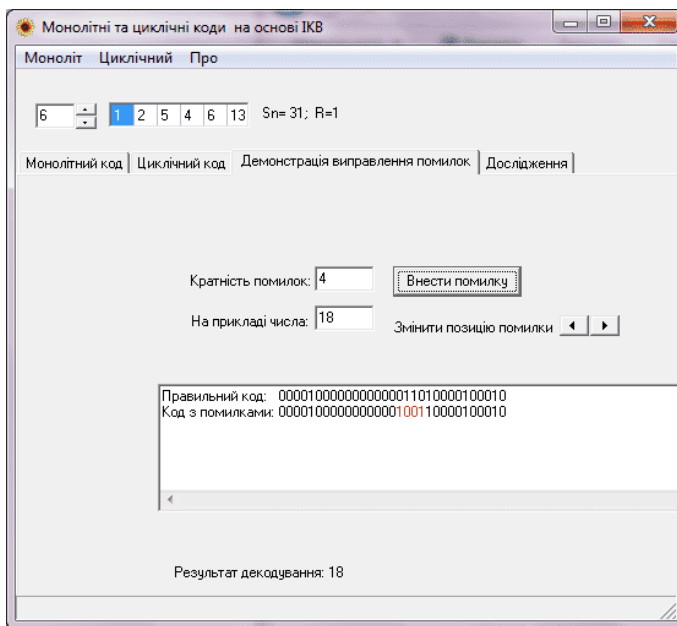 Монолітні та циклічні коди на основі ІКВ
Моноліт Циклічний Про
6 1 2 5 4 6 13 Sn= 31; R=1
Монолітний код Циклічний код Демонстрація виправлення помилок Дослідження
Кратність помилок: 4 Внести помилку
На прикладі числа: 18 Змінити позицію помилки
Правильний код: 0000100000000000011010000100010
Код з помилками: 0000100000000000100110000100010
Результат декодування: 18